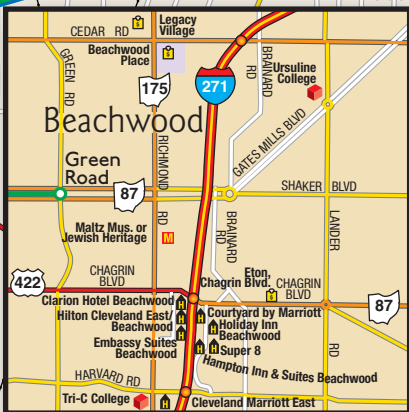 CEDAR RD
Legacy
Village
Beachwood
Place
GREEN
RD
175
271
BRAINARD
RD
Ursuline
College
Beachwood
RICHMOND
RD
GATES MILLS BLVD
Green
Road
87
SHAKER BLVD
Maltz Mus. or
Jewish Heritage
M
BRAINARD
RD
LANDER
RD
422
CHAGRIN
BLVD
Eton,
Chagrin Blvd.
CHAGRIN
BLVD
87
Clarion Hotel Beachwood
H
Hilton Cleveland East/
Beachwood
H
Embassy Suites
Beachwood
H
Courtyard by Marriott
H
Holiday Inn
Beachwood
H
Super 8
H
Hampton Inn & Suites Beachwood
H
HARVARD RD
Tri-C College
H
Cleveland Marriott East